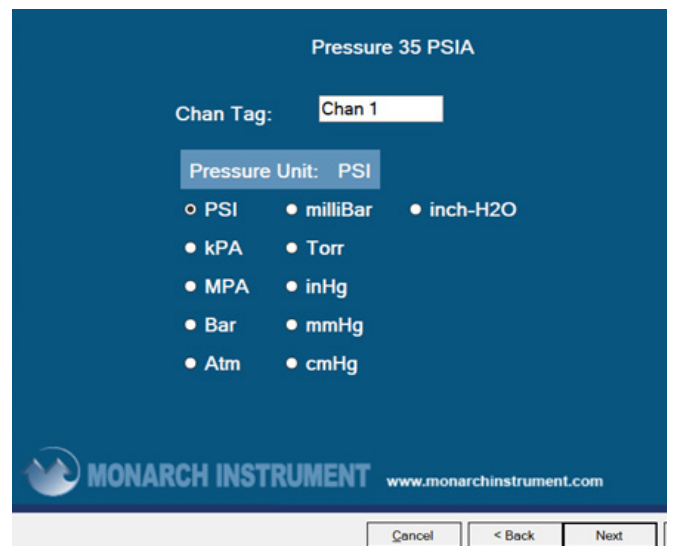 Pressure 35 PSIA
Chan Tag: Chan 1
Pressure Unit: PSI
PSI milliBar inch-H2O
kPA Torr
MPA inHg
Bar mmHg
Atm cmHg
MONARCH INSTRUMENT www.monarchinstrument.com
Cancel < Back Next